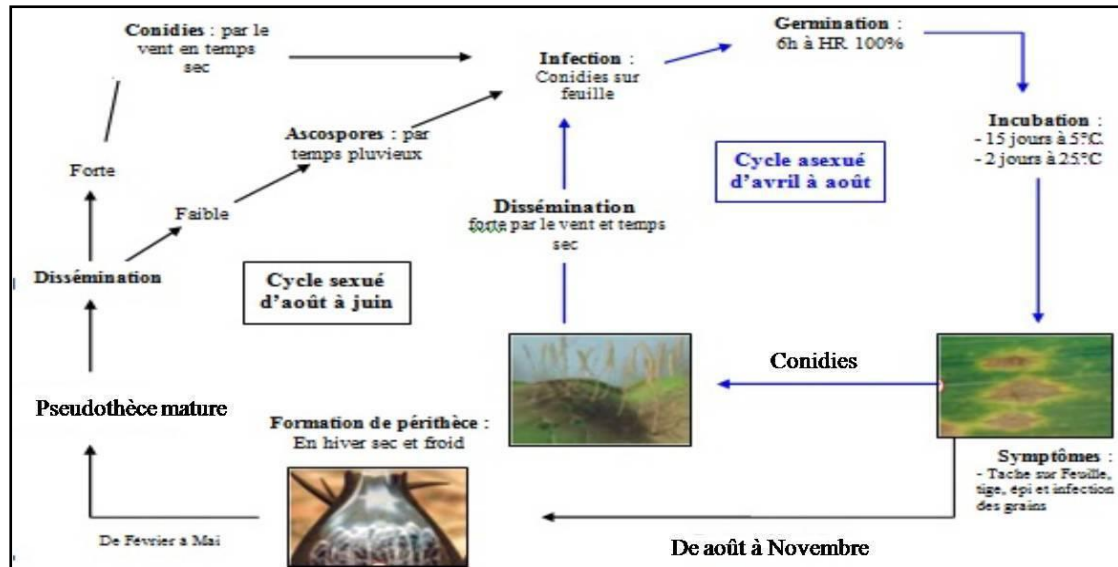 Conidies : par le
vent en temps
sec
Germination :
6h à HR 100%
Infection :
Conidies sur
feuille
Incubation :
- 15 jours à 5°C.
- 2 jours à 25°C
Ascospores : par
temps pluvieux
Forte
Cycle asexué
d’avril à août
Faible
Dissémination
forte par le vent et temps
sec
Dissémination
Cycle sexué
d’août à juin
Conidies
Pseudothèce mature
Formation de périthèce :
En hiver sec et froid
Symptômes :
- Tache sur Feuille,
tige, épi et infection
des grains
De Février a Mai
De août à Novembre